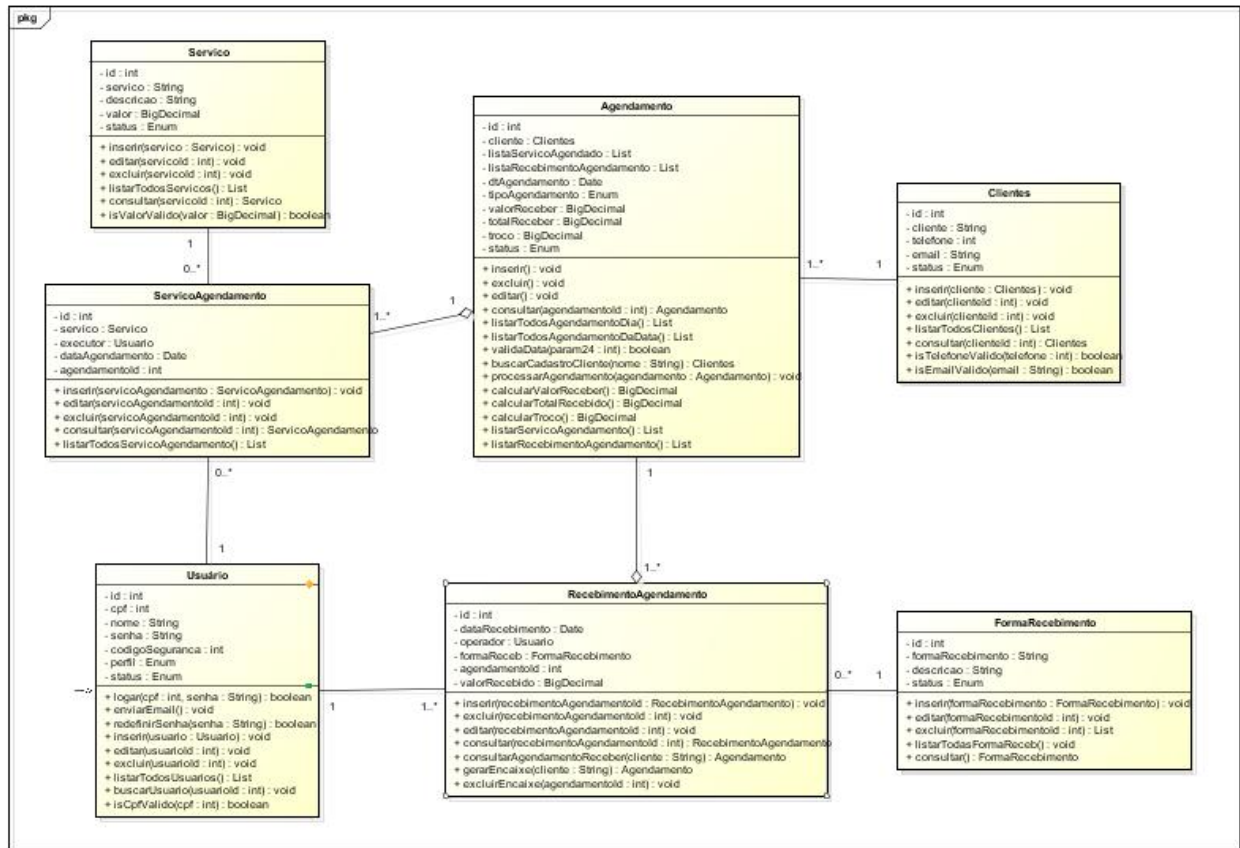 pkg
Servico
- id : int
- servico : String
- descricao : String
- valor : BigDecimal
- status : Enum
+ inserir(servico : Servico) : void
+ editar(servicoId : int) : void
+ excluir(servicoId : int) : void
+ listarTodosServicos() : List
+ consultar(servicoId : int) : Servico
+ isValorValido(valor : BigDecimal) : boolean
1
0..*
ServicoAgendamento
- id : int
- servico : Servico
- executor : Usuario
- dataAgendamento : Date
- agendamentoId : int
+ inserir(servicoAgendamento : ServicoAgendamento) : void
+ editar(servicoAgendamentoId : int) : void
+ excluir(servicoAgendamentoId : int) : void
+ consultar(servicoAgendamentoId : int) : ServicoAgendamento
+ listarTodosServicoAgendamento() : List
1..*
1
0..*
1
Agendamento
- id : int
- cliente : Clientes
- listaServicoAgendado : List
- listaRecebimentoAgendamento : List
- dtAgendamento : Date
- tipoAgendamento : Enum
- valorReceber : BigDecimal
- totalReceber : BigDecimal
- troco : BigDecimal
- status : Enum
+ inserir() : void
+ excluir() : void
+ editar() : void
+ consultar(agendamentoId : int) : Agendamento
+ listarTodosAgendamentoDia() : List
+ listarTodosAgendamentoDaData() : List
+ validaData(param24 : int) : boolean
+ buscarCadastroCliente(nome : String) : Clientes
+ processarAgendamento(agendamento : Agendamento) : void
+ calcularValorReceber() : BigDecimal
+ calcularTotalRecebido() : BigDecimal
+ calcularTroco() : BigDecimal
+ listarServicoAgendamento() : List
+ listarRecebimentoAgendamento() : List
1..*
1
Clientes
- id : int
- cliente : String
- telefone : int
- email : String
- status : Enum
+ inserir(cliente : Clientes) : void
+ editar(clienteId : int) : void
+ excluir(clienteId : int) : void
+ listarTodosClientes() : List
+ consultar(clienteId : int) : Clientes
+ isTelefoneValido(telefone : int) : boolean
+ isEmailValido(email : String) : boolean
1
1..*
Usuário
- id : int
- cpf : int
- nome : String
- senha : String
- codigoSeguranca : int
- perfil : Enum
- status : Enum
+ logar(cpf : int, senha : String) : boolean
+ enviarEmail() : void
+ redefinirSenha(senha : String) : boolean
+ inserir(usuario : Usuario) : void
+ editar(usuarioId : int) : void
+ excluir(usuarioId : int) : void
+ listarTodosUsuarios() : List
+ buscarUsuario(usuarioId : int) : void
+ isCpfValido(cpf : int) : boolean
1
1..*
RecebimentoAgendamento
- id : int
- dataRecebimento : Date
- operador : Usuario
- formaReceb : FormaRecebimento
- agendamentoId : int
- valorRecebido : BigDecimal
+ inserir(recebimentoAgendamentoId : RecebimentoAgendamento) : void
+ excluir(recebimentoAgendamentoId : int) : void
+ editar(recebimentoAgendamentoId : int) : void
+ consultar(recebimentoAgendamentoId : int) : RecebimentoAgendamento
+ consultarAgendamentoReceber(cliente : String) : Agendamento
+ gerarEncaixe(cliente : String) : Agendamento
+ excluirEncaixe(agendamentoId : int) : void
0..*
1
FormaRecebimento
- id : int
- formaRecebimento : String
- descricao : String
- status : Enum
+ inserir(formaRecebimento : FormaRecebimento) : void
+ editar(formaRecebimentoId : int) : void
+ excluir(formaRecebimentoId : int) : List
+ listarTodasFormaReceb() : void
+ consultar() : FormaRecebimento